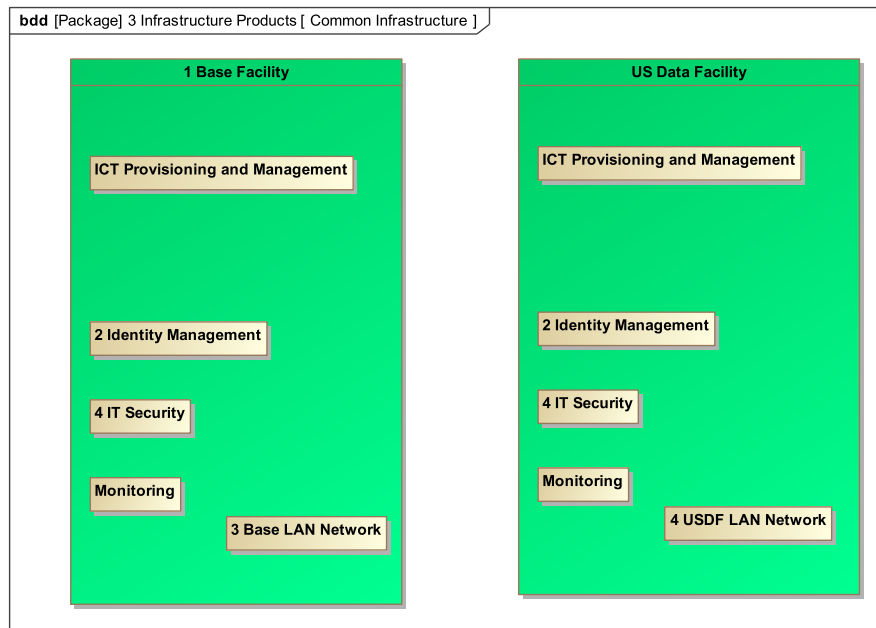 bdd [Package] 3 Infrastructure Products [ Common Infrastructure ]
1 Base Facility
ICT Provisioning and Management
2 Identity Management
4 IT Security
Monitoring
3 Base LAN Network
US Data Facility
ICT Provisioning and Management
2 Identity Management
4 IT Security
Monitoring
4 USDF LAN Network